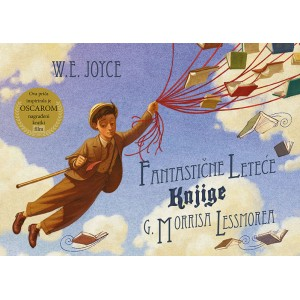 W.E. JOYCE
Ova priča
inspirirala je
OSCAROM
nagrađeni
kratki
film
FANTASTIČNE LETEĆE
Knjige
G. MORRISA LESSMOREA